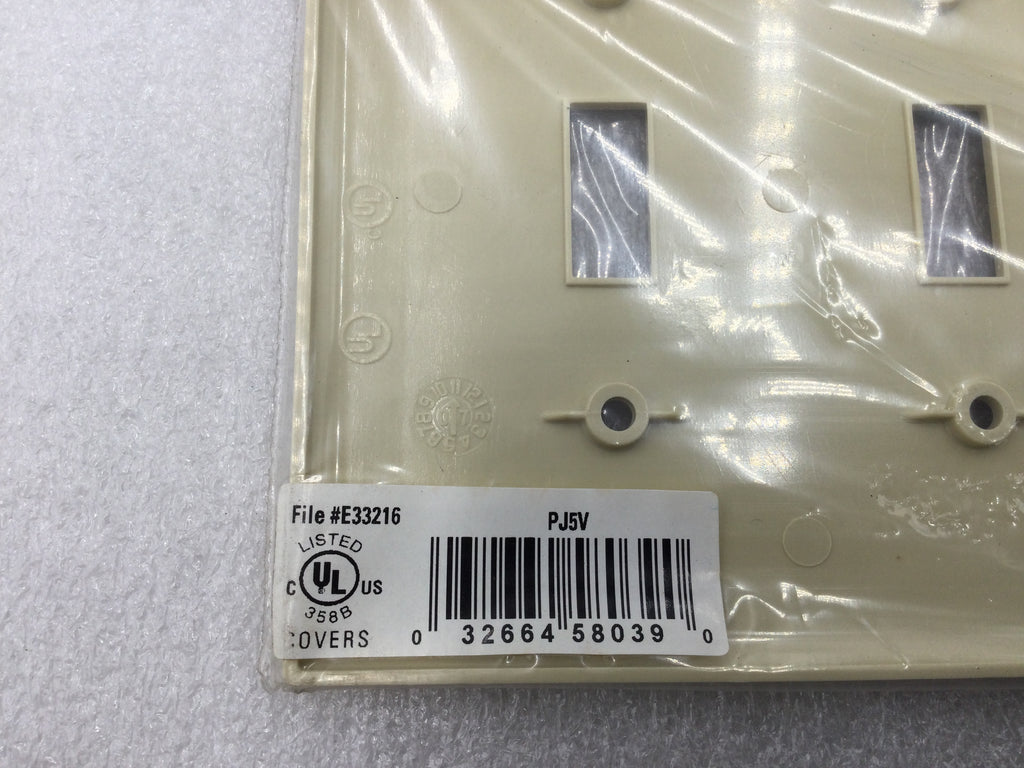 File #E33216
PJ5V
LISTED
C UL US
358B
COVERS
0 32664 58039 0